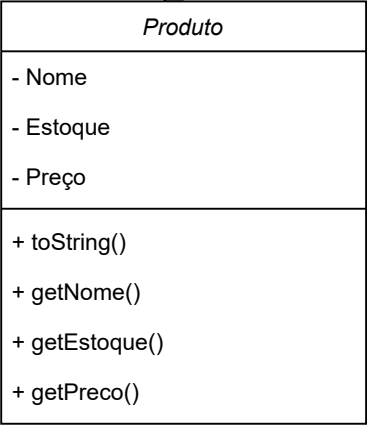 Produto
- Nome
- Estoque
- Preço
+ toString()
+ getNome()
+ getEstoque()
+ getPreco()